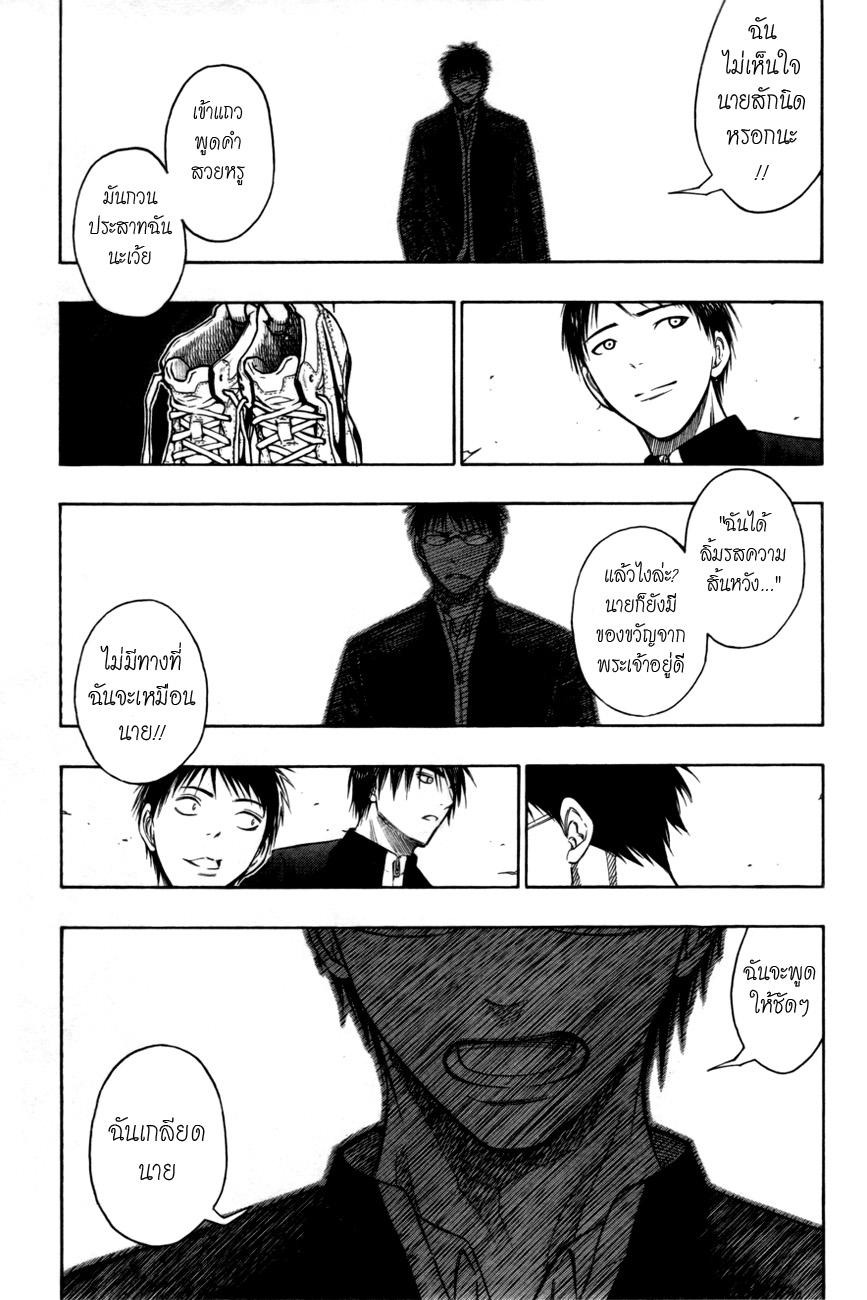 ฉัน
ไม่เห็นใจ
นายสักนิด
หรอกนะ
!!
เข้าแถว
พูดคำ
สวยหรู
มันกวน
ประสาทฉัน
นะเว้ย
"ฉันได้
ลิ้มรสความ
สิ้นหวัง..."
แล้วไงล่ะ?
นายก็ยังมี
ของขวัญจาก
พระเจ้าอยู่ดี
ไม่มีทางที่
ฉันจะเหมือน
นาย!!
ฉันจะพูด
ให้ชัดๆ
ฉันเกลียด
นาย